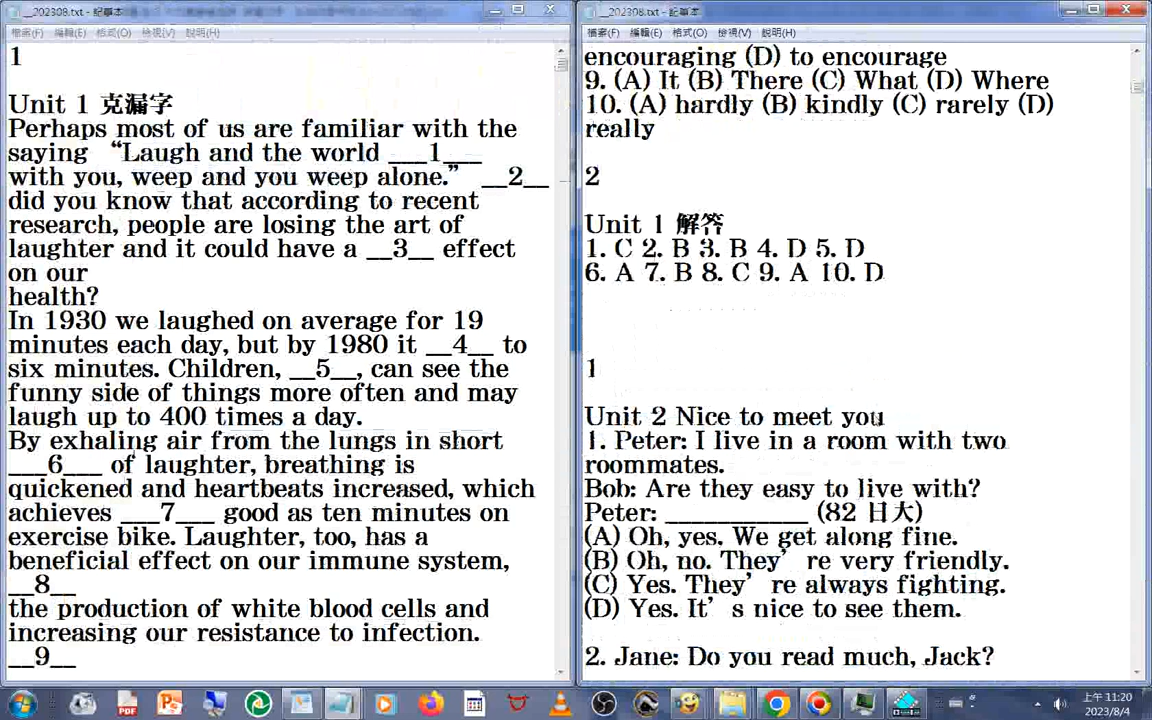 __202308.txt - 記事本
檔案(F) 編輯(E) 格式(O) 檢視(V) 說明(H)
1
Unit 1 克漏字
Perhaps most of us are familiar with the
saying “Laugh and the world ___1___
with you, weep and you weep alone.” __2__
did you know that according to recent
research, people are losing the art of
laughter and it could have a __3__ effect
on our
health?
In 1930 we laughed on average for 19
minutes each day, but by 1980 it __4__ to
six minutes. Children, __5__, can see the
funny side of things more often and may
laugh up to 400 times a day.
By exhaling air from the lungs in short
___6___ of laughter, breathing is
quickened and heartbeats increased, which
achieves ___7___ good as ten minutes on
exercise bike. Laughter, too, has a
beneficial effect on our immune system,
__8__
the production of white blood cells and
increasing our resistance to infection.
__9__
__202308.txt - 記事本
檔案(F) 編輯(E) 格式(O) 檢視(V) 說明(H)
encouraging (D) to encourage
9. (A) It (B) There (C) What (D) Where
10. (A) hardly (B) kindly (C) rarely (D)
really
2
Unit 1 解答
1. C 2. B 3. B 4. D 5. D
6. A 7. B 8. C 9. A 10. D
1
Unit 2 Nice to meet you
1. Peter: I live in a room with two
roommates.
Bob: Are they easy to live with?
Peter: ___________ (82 日大)
(A) Oh, yes. We get along fine.
(B) Oh, no. They’re very friendly.
(C) Yes. They’re always fighting.
(D) Yes. It’s nice to see them.
2. Jane: Do you read much, Jack?
PDF
上午 11:20
2023/8/4